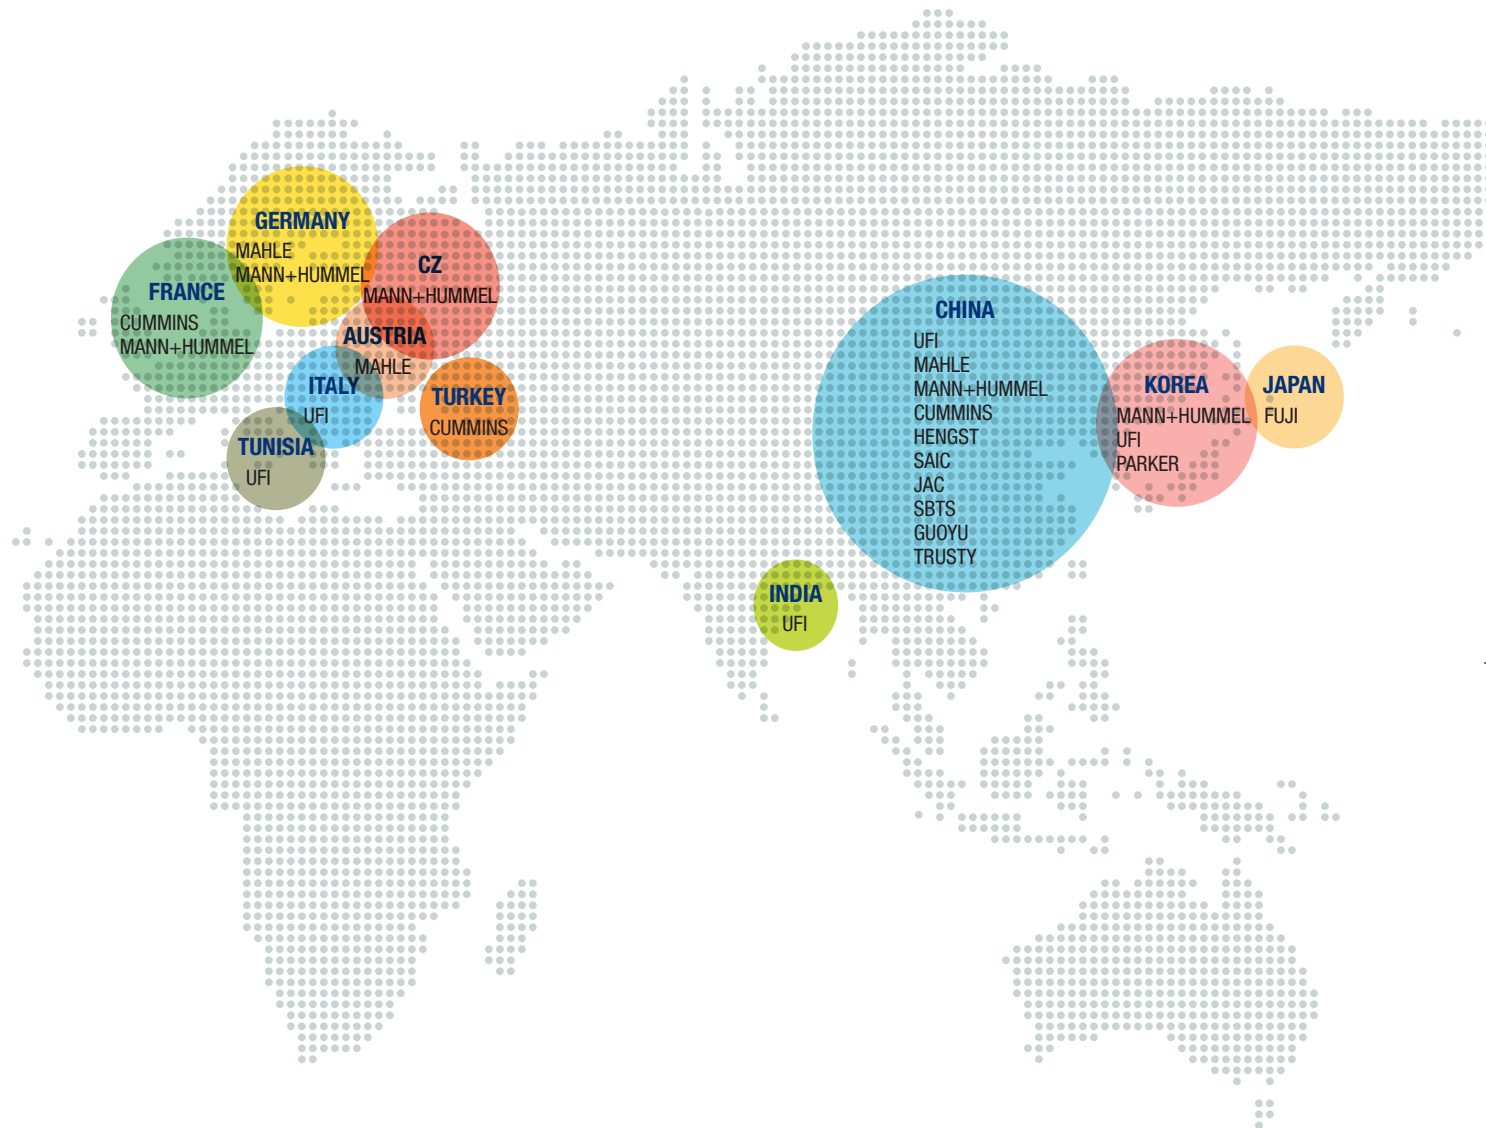 GERMANY
MAHLE
MANN+HUMMEL
CZ
MANN+HUMMEL
FRANCE
CUMMINS
MANN+HUMMEL
AUSTRIA
MAHLE
ITALY
UFI
TURKEY
CUMMINS
TUNISIA
UFI
CHINA
UFI
MAHLE
MANN+HUMMEL
CUMMINS
HENGST
SAIC
JAC
SBTS
GUOYU
TRUSTY
KOREA
MANN+HUMMEL
UFI
PARKER
JAPAN
FUJI
INDIA
UFI